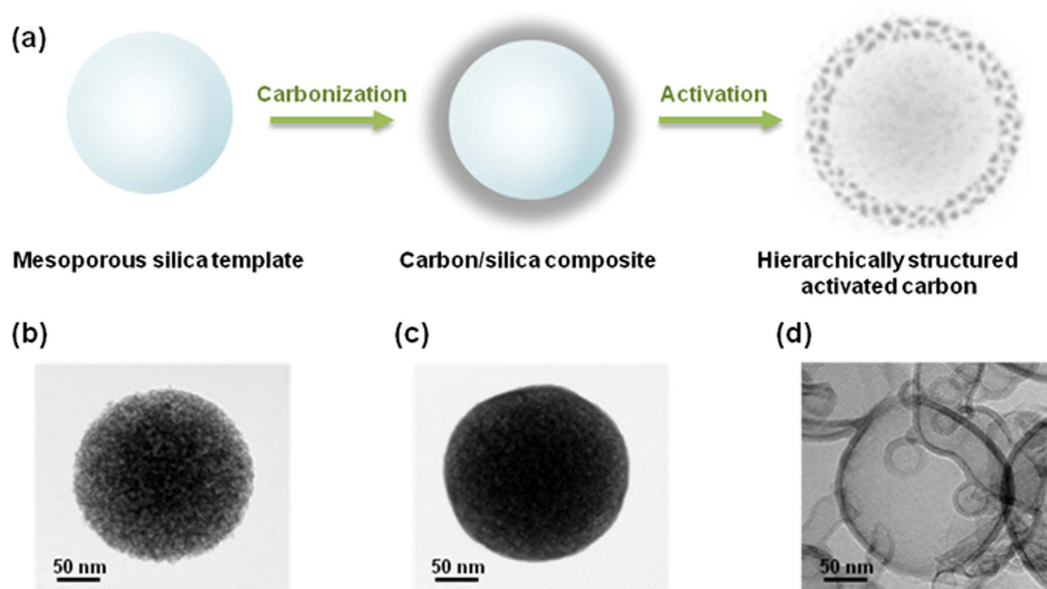 (a)
Carbonization
Activation
Mesoporous silica template
Carbon/silica composite
Hierarchically structured
activated carbon
(b)
(c)
(d)
50 nm
50 nm
50 nm